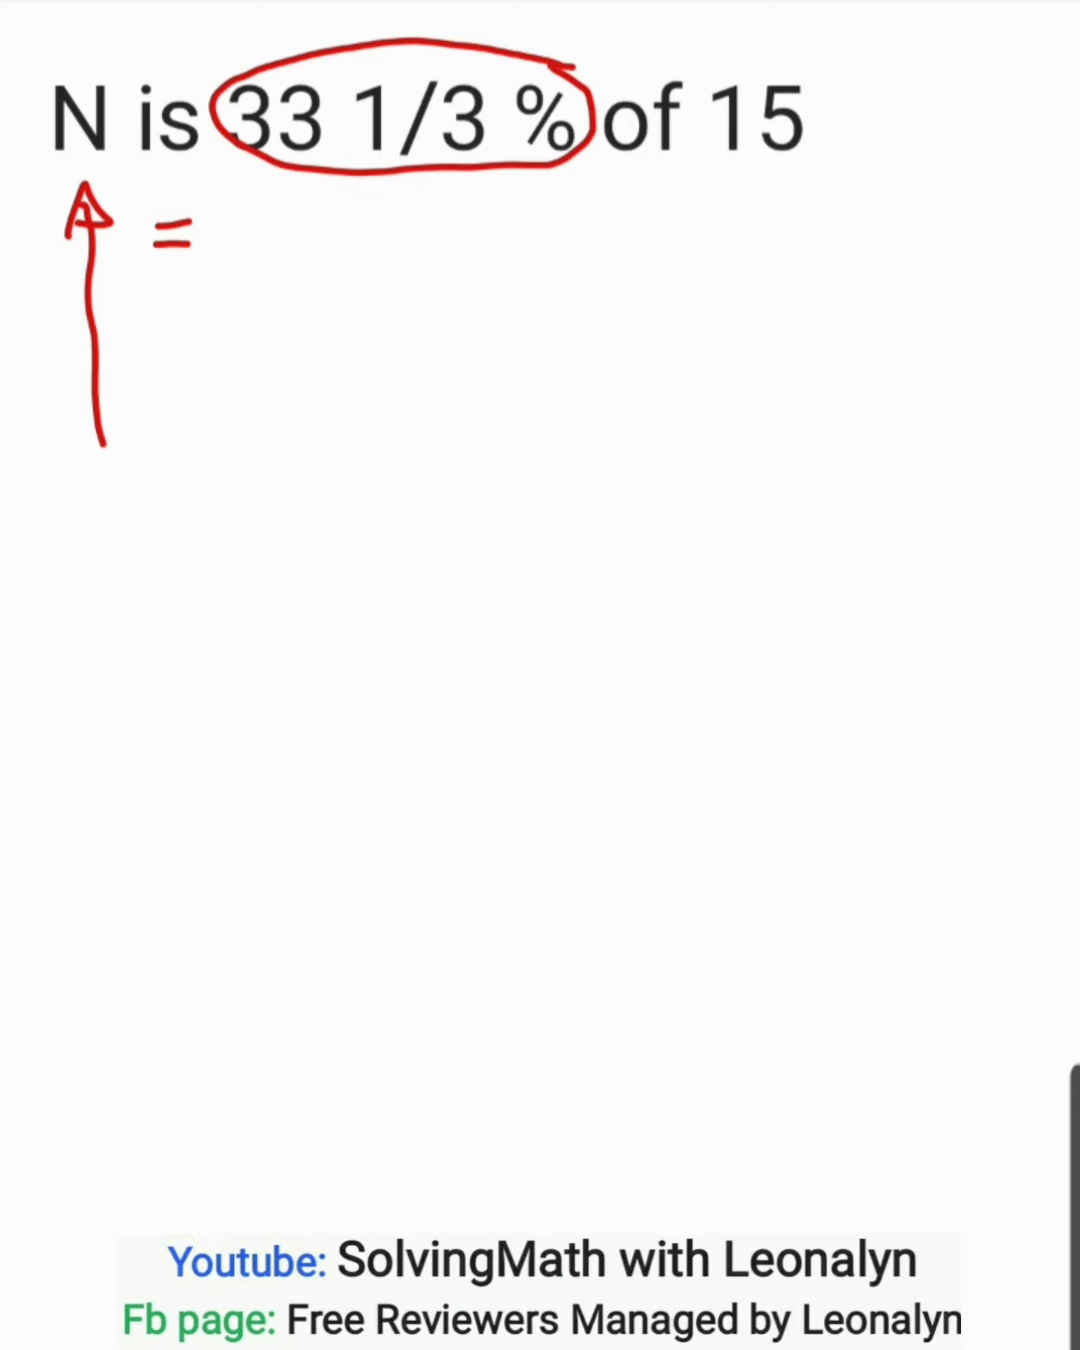 N is 33 1/3 % of 15
=
Youtube: SolvingMath with Leonalyn
Fb page: Free Reviewers Managed by Leonalyn